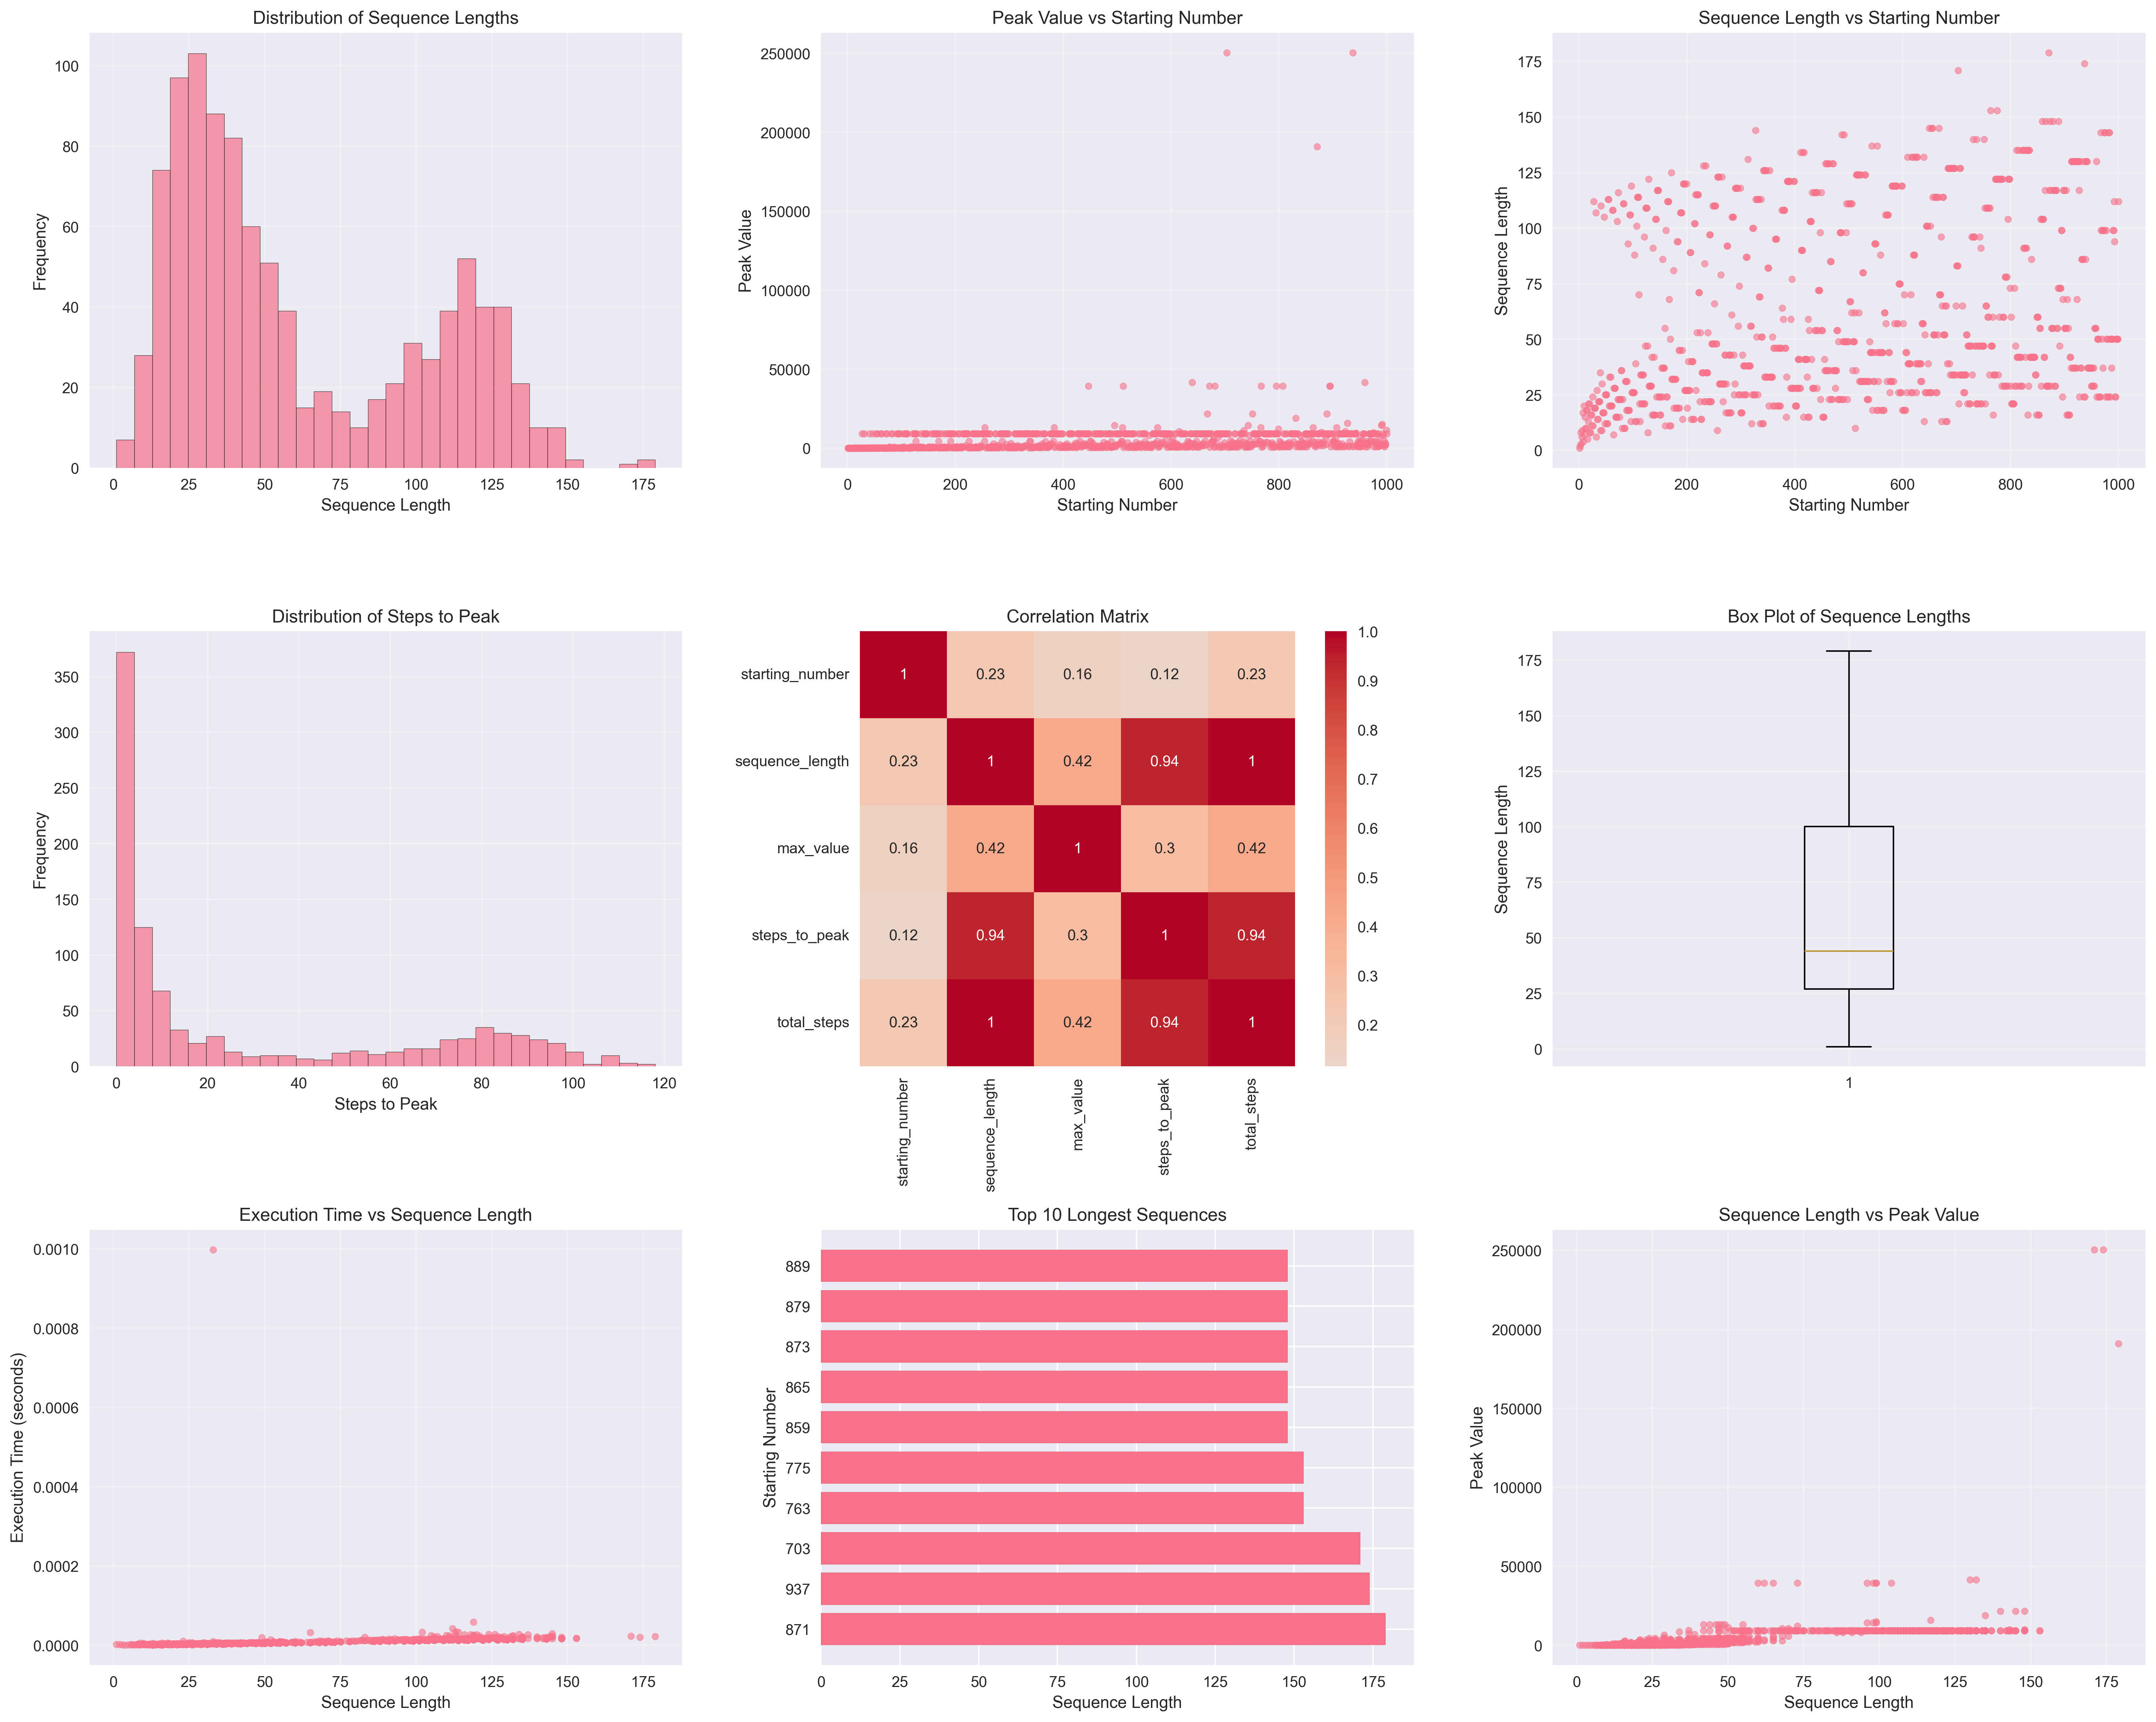 Distribution of Sequence Lengths
Frequency
100
80
60
40
20
0
0 25 50 75 100 125 150 175
Sequence Length
Peak Value vs Starting Number
Peak Value
250000
200000
150000
100000
50000
0
0 200 400 600 800 1000
Starting Number
Sequence Length vs Starting Number
Sequence Length
175
150
125
100
75
50
25
0
0 200 400 600 800 1000
Starting Number
Distribution of Steps to Peak
Frequency
350
300
250
200
150
100
50
0
0 20 40 60 80 100 120
Steps to Peak
Correlation Matrix
starting_number 1 0.23 0.16 0.12 0.23
sequence_length 0.23 1 0.42 0.94 1
max_value 0.16 0.42 1 0.3 0.42
steps_to_peak 0.12 0.94 0.3 1 0.94
total_steps 0.23 1 0.42 0.94 1
starting_number sequence_length max_value steps_to_peak total_steps
1.0
0.9
0.8
0.7
0.6
0.5
0.4
0.3
0.2
Box Plot of Sequence Lengths
Sequence Length
175
150
125
100
75
50
25
0
1
Execution Time vs Sequence Length
Execution Time (seconds)
0.0010
0.0008
0.0006
0.0004
0.0002
0.0000
0 25 50 75 100 125 150 175
Sequence Length
Top 10 Longest Sequences
Starting Number
889
879
873
865
859
775
763
703
937
871
0 25 50 75 100 125 150 175
Sequence Length
Sequence Length vs Peak Value
Peak Value
250000
200000
150000
100000
50000
0
0 25 50 75 100 125 150 175
Sequence Length